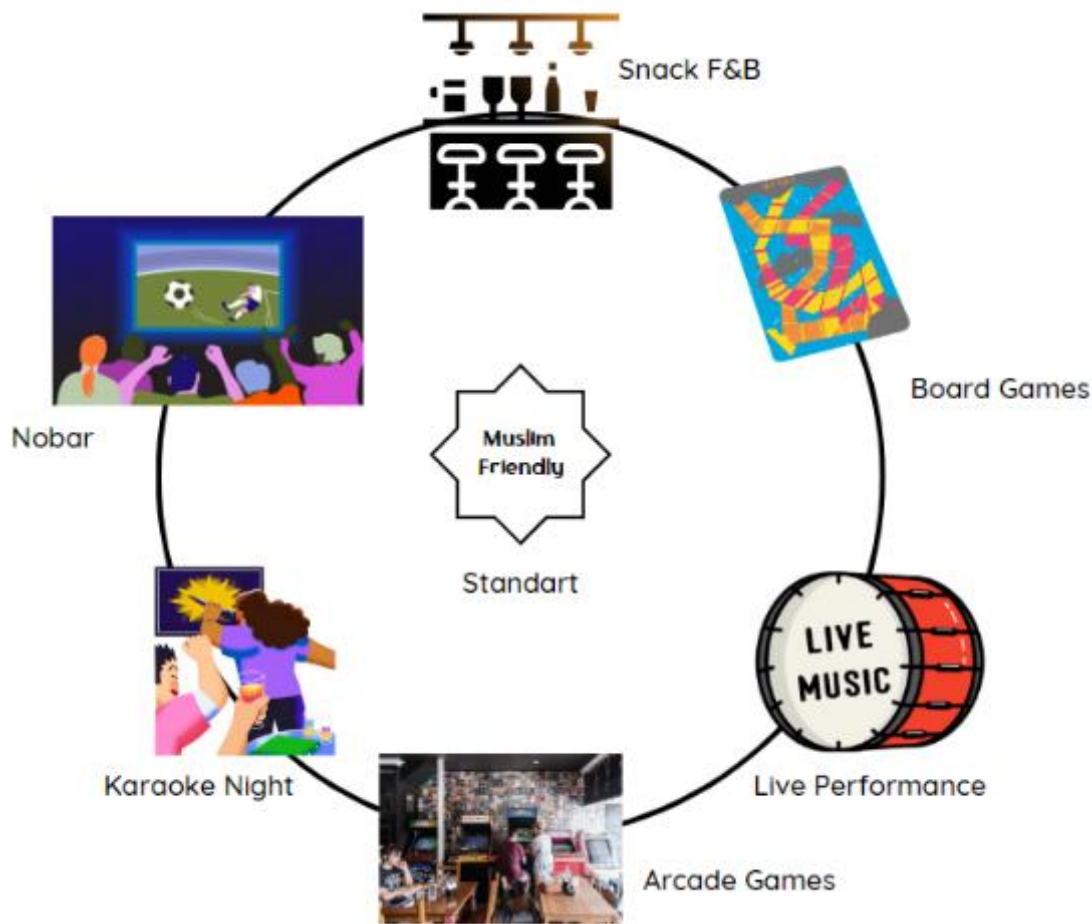 Snack F&B
Board Games
Nobar
Muslim
Friendly
Standart
LIVE
MUSIC
Karaoke Night
Live Performance
Arcade Games